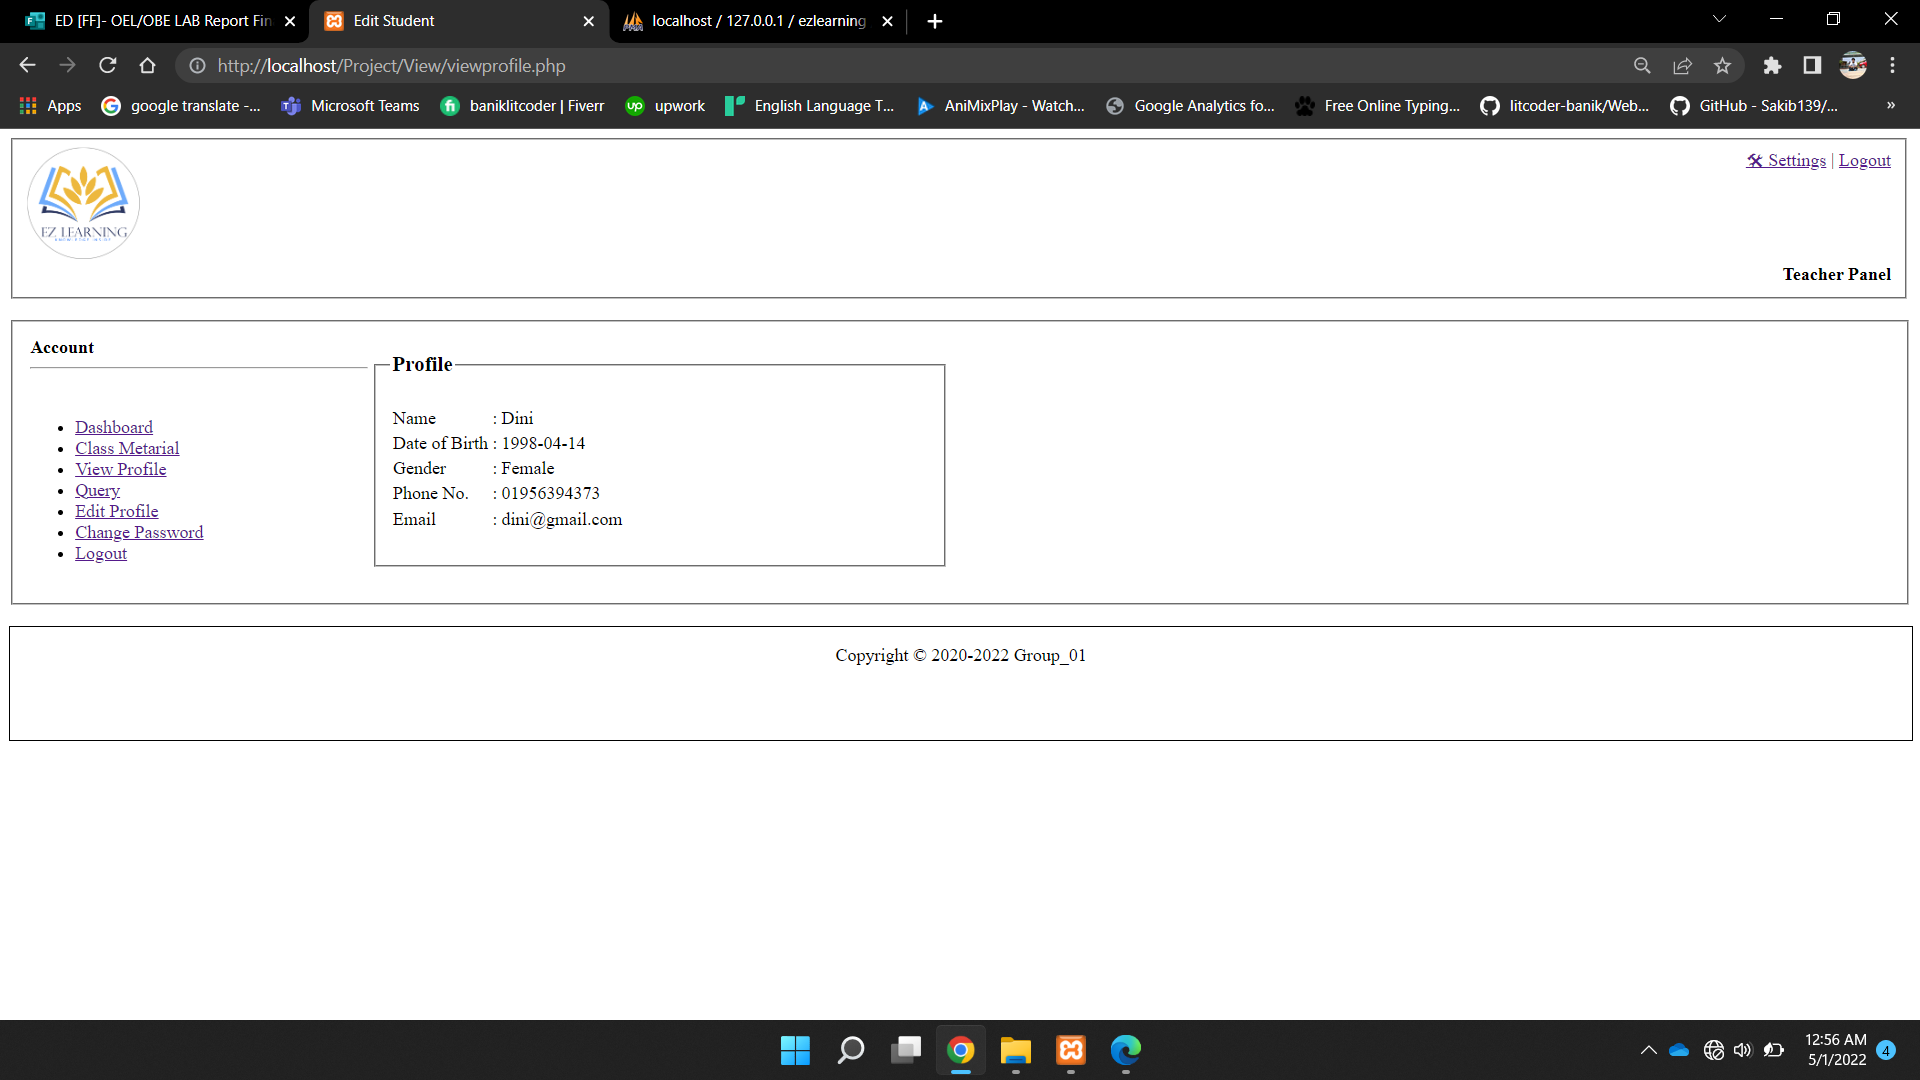 ED [FF]- OEL/OBE LAB Report Fin
Edit Student
localhost / 127.0.0.1 / ezlearning
http://localhost/Project/View/viewprofile.php
Apps
google translate -...
Microsoft Teams
baniklitcoder | Fiverr
upwork
English Language T...
AniMixPlay - Watch...
Google Analytics fo...
Free Online Typing...
litcoder-banik/Web...
GitHub - Sakib139/...
»
EZ LEARNING
KNOWLEDGE INSIDE
🛠 Settings | Logout
Teacher Panel
Account
Dashboard
Class Metarial
View Profile
Query
Edit Profile
Change Password
Logout
Profile
Name : Dini
Date of Birth : 1998-04-14
Gender : Female
Phone No. : 01956394373
Email : dini@gmail.com
Copyright © 2020-2022 Group_01
12:56 AM
5/1/2022
4